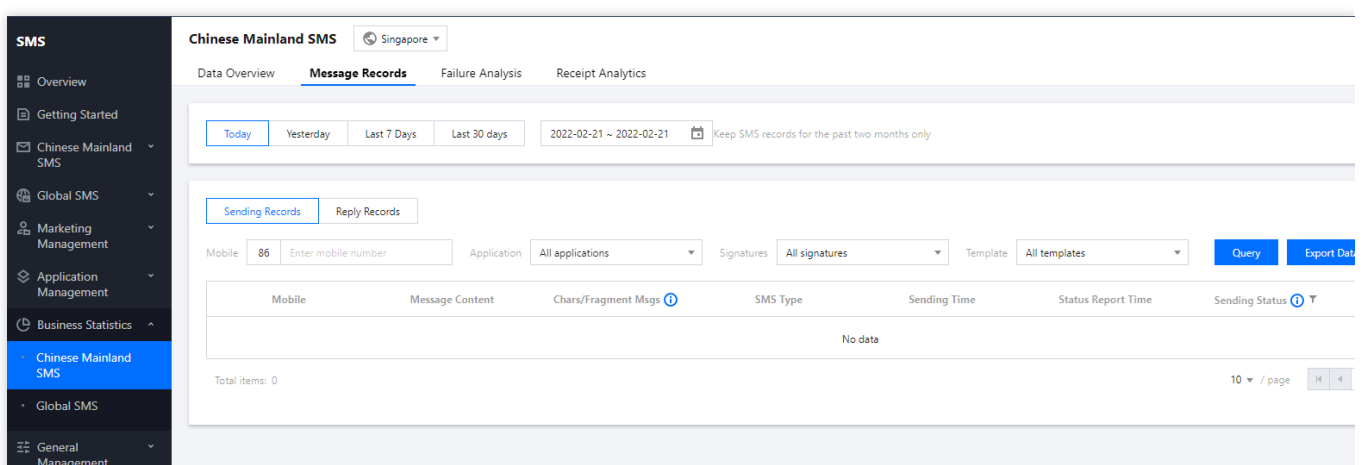 SMS
Overview
Getting Started
Chinese Mainland
SMS
Global SMS
Marketing
Management
Application
Management
Business Statistics
Chinese Mainland
SMS
Global SMS
General
Management
Chinese Mainland SMS Singapore
Data Overview Message Records Failure Analysis Receipt Analytics
Today Yesterday Last 7 Days Last 30 days 2022-02-21 ~ 2022-02-21 Keep SMS records for the past two months only
Sending Records Reply Records
Mobile 86 Enter mobile number Application All applications Signatures All signatures Template All templates Query Export Data
Mobile Message Content Chars/Fragment Msgs SMS Type Sending Time Status Report Time Sending Status
No data
Total items: 0 10 / page